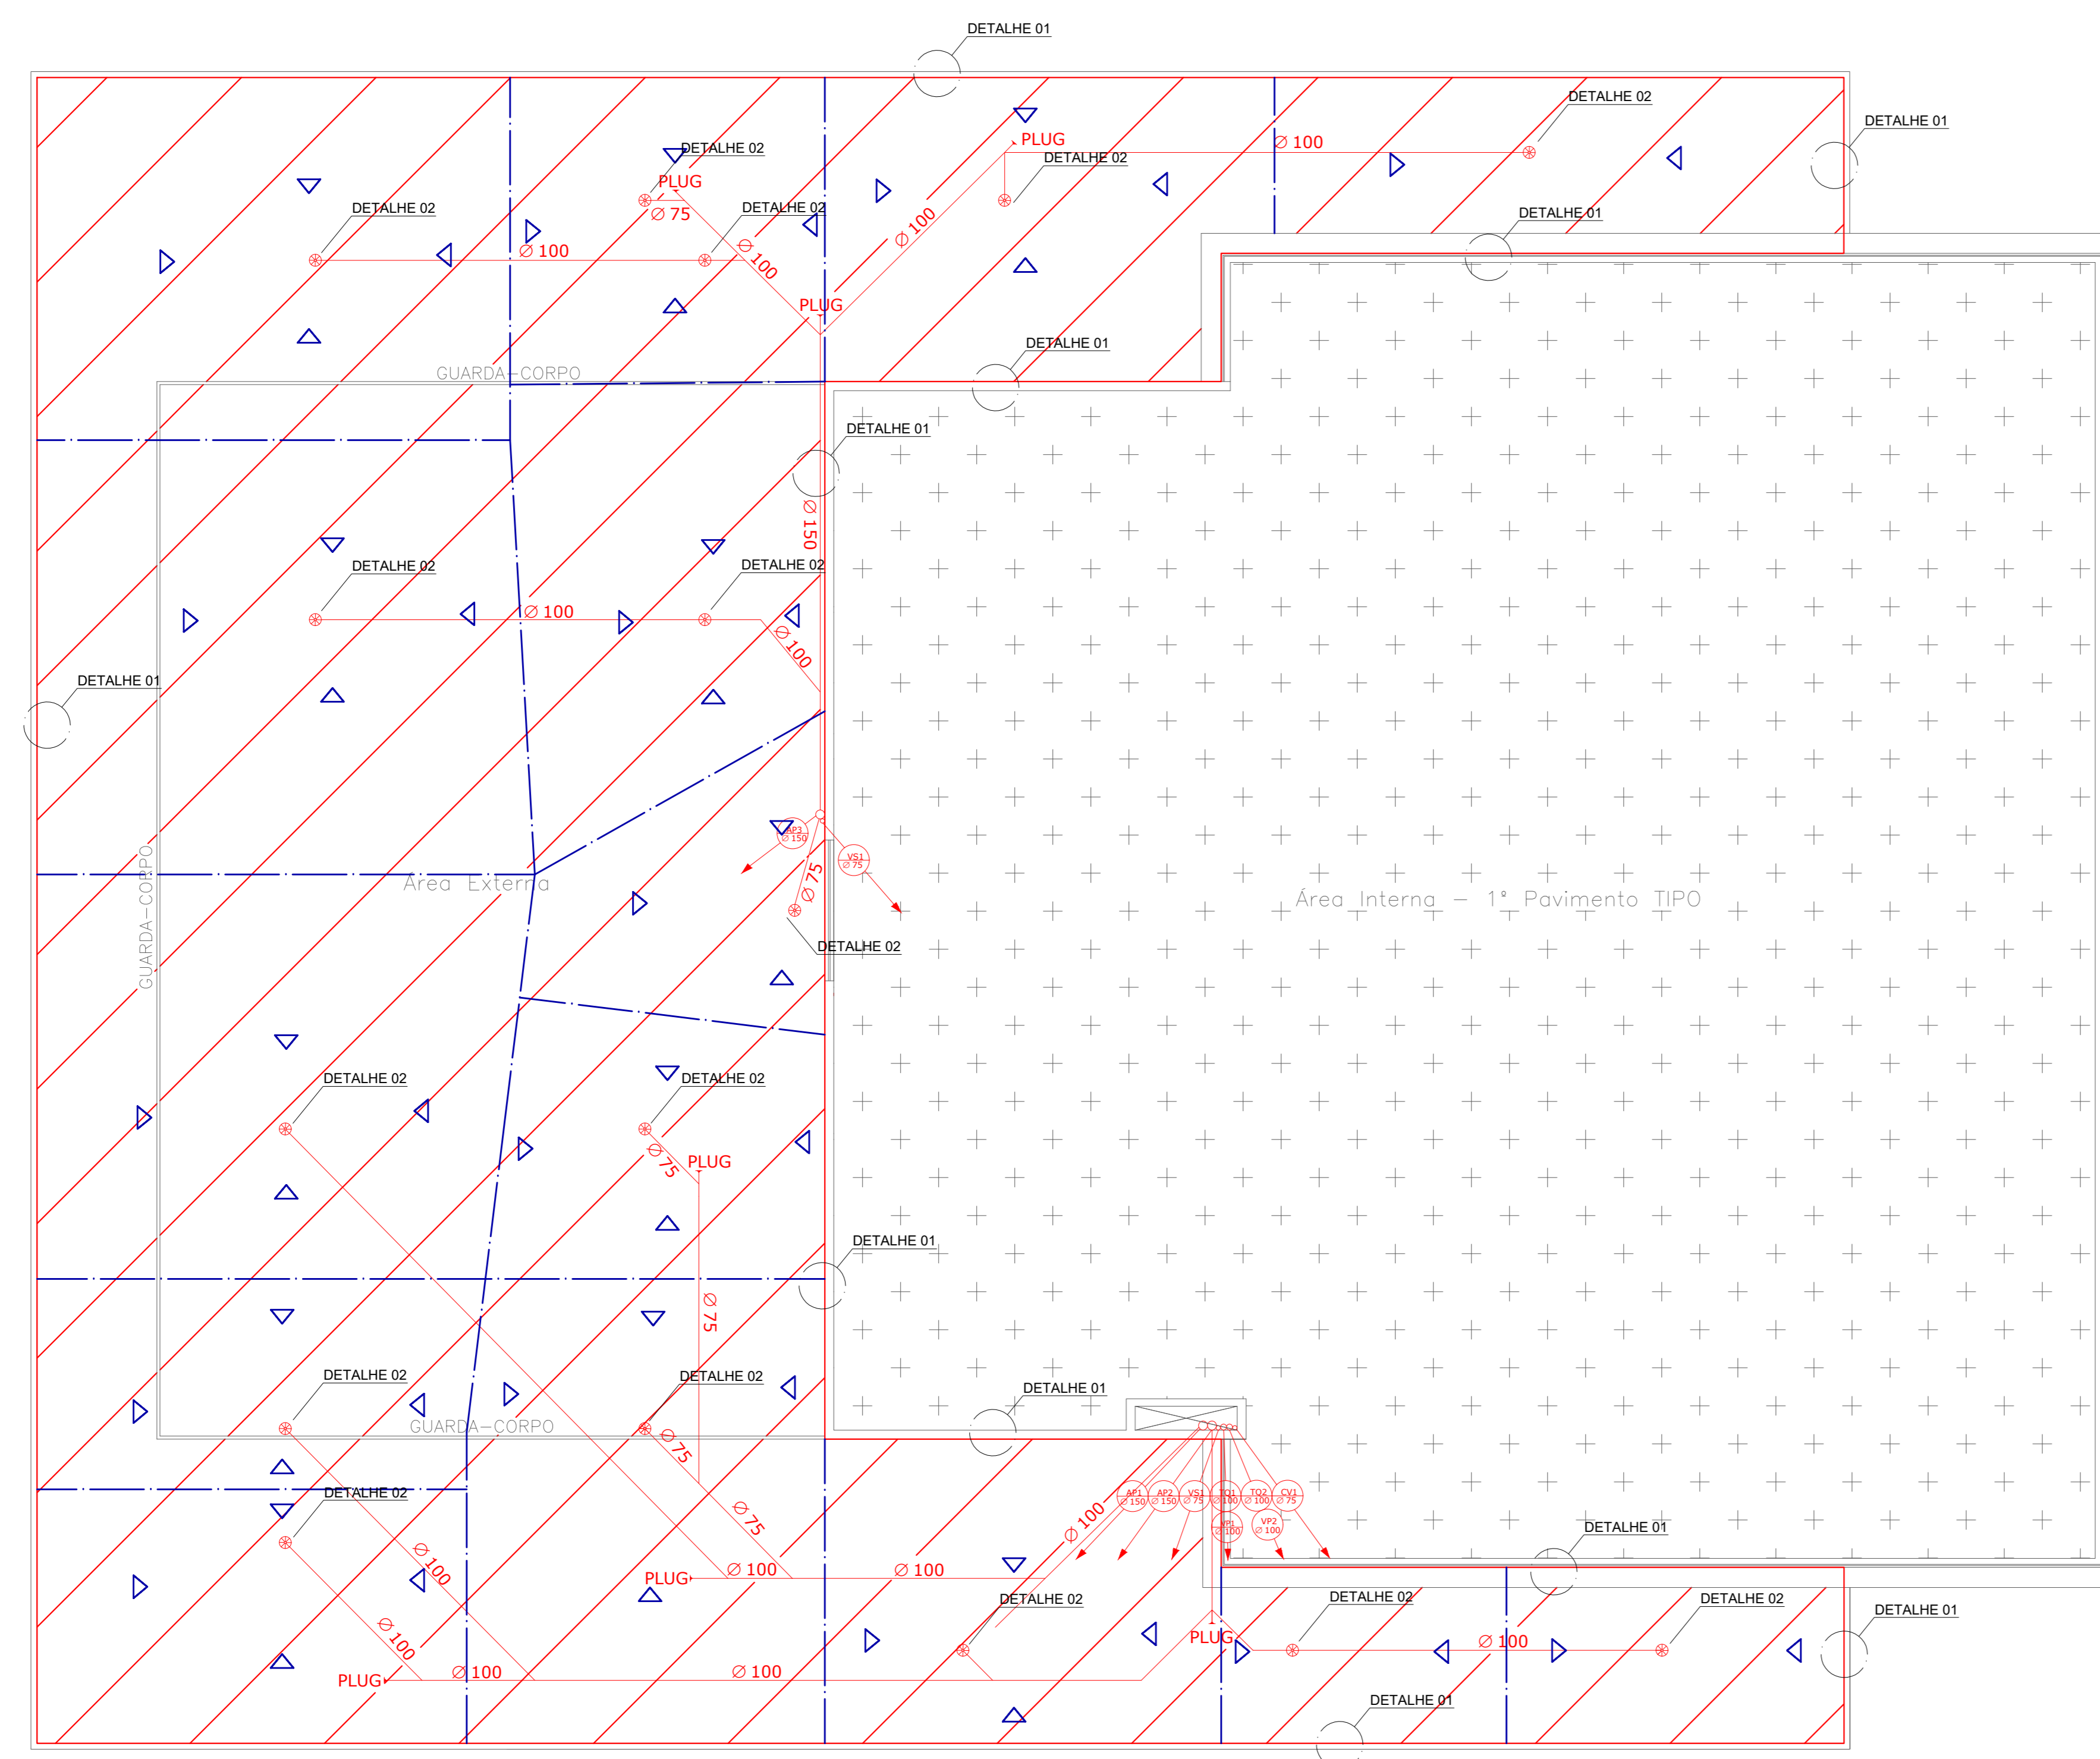 DETALHE 01
DETALHE 02
DETALHE 01
PLUG
Ø 100
DETALHE 02
DETALHE 02
PLUG
DETALHE 02
DETALHE 02
Ø 75
DETALHE 01
Ø 100
Ø 100
Ø 100
PLUG
DETALHE 01
GUARDA-CORPO
DETALHE 01
Ø 150
DETALHE 02
DETALHE 02
Ø 100
Ø 100
DETALHE 01
AP3
Ø 150
VS1
Ø 75
Ø 75
GUARDA-CORPO
Área Externa
Área Interna - 1º Pavimento TIPO
DETALHE 02
DETALHE 02
DETALHE 02
Ø 75
PLUG
DETALHE 01
Ø 75
DETALHE 02
DETALHE 02
DETALHE 01
GUARDA-CORPO
Ø 75
DETALHE 02
Ø 75
Ø 100
AP1
Ø 150
AP2
Ø 150
VS1
Ø 75
TQ1
Ø 100
TQ2
Ø 100
CV1
Ø 75
VP1
Ø 100
VP2
Ø 100
DETALHE 01
Ø 100
PLUG
Ø 100
Ø 100
DETALHE 02
DETALHE 02
DETALHE 02
DETALHE 01
Ø 100
PLUG
Ø 100
PLUG
Ø 100
Ø 100
DETALHE 01